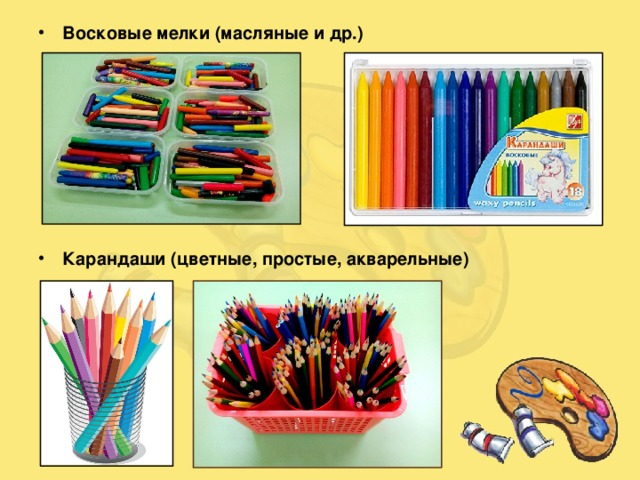 • Восковые мелки (масляные и др.)
КАРАНДАШИ
ВОСКОВЫЕ
18
waxy pencils
• Карандаши (цветные, простые, акварельные)